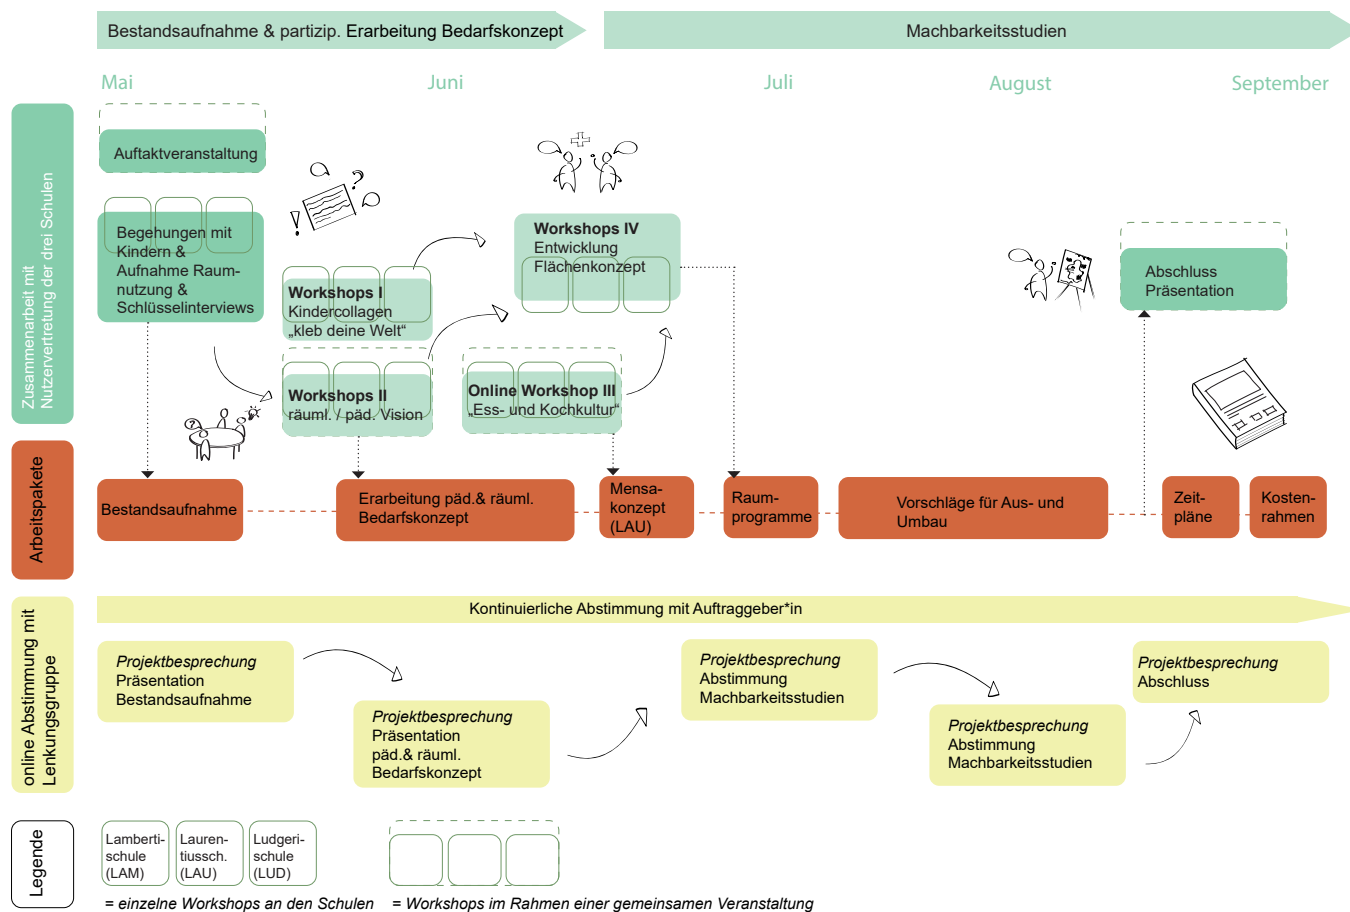 Bestandsaufnahme & partizip. Erarbeitung Bedarfskonzept
Machbarkeitsstudien
Mai
Juni
Juli
August
September
Zusammenarbeit mit
Nutzervertretung der drei Schulen
Auftaktveranstaltung
Begehungen mit
Kindern &
Aufnahme Raum-
nutzung &
Schlüsselinterviews
Workshops I
Kindercollagen
„kleb deine Welt“
Workshops II
räuml. / päd. Vision
Online Workshop III
„Ess- und Kochkultur“
Workshops IV
Entwicklung
Flächenkonzept
Abschluss
Präsentation
Arbeitspakete
Bestandsaufnahme
Erarbeitung päd.& räuml.
Bedarfskonzept
Mensa-
konzept
(LAU)
Raum-
programme
Vorschläge für Aus- und
Umbau
Zeit-
pläne
Kosten-
rahmen
online Abstimmung mit
Lenkungsgruppe
Kontinuierliche Abstimmung mit Auftraggeber*in
Projektbesprechung
Präsentation
Bestandsaufnahme
Projektbesprechung
Präsentation
päd.& räuml.
Bedarfskonzept
Projektbesprechung
Abstimmung
Machbarkeitsstudien
Projektbesprechung
Abstimmung
Machbarkeitsstudien
Projektbesprechung
Abschluss
Legende
Lamberti-
schule
(LAM)
Lauren-
tiussch.
(LAU)
Ludgeri-
schule
(LUD)
= einzelne Workshops an den Schulen
= Workshops im Rahmen einer gemeinsamen Veranstaltung